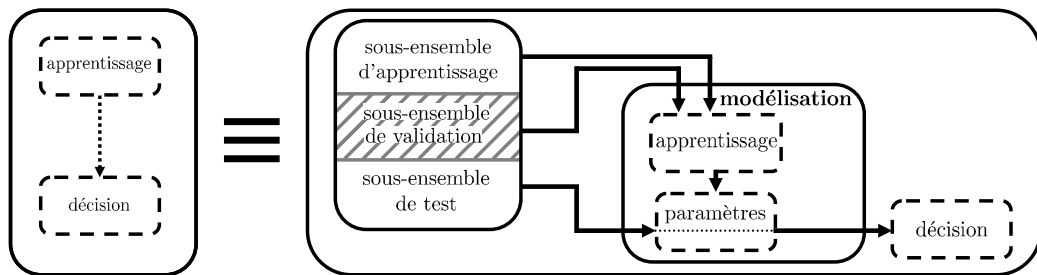 apprentissage
décision
sous-ensemble
d'apprentissage
sous-ensemble
de validation
sous-ensemble
de test
modélisation
apprentissage
paramètres
décision